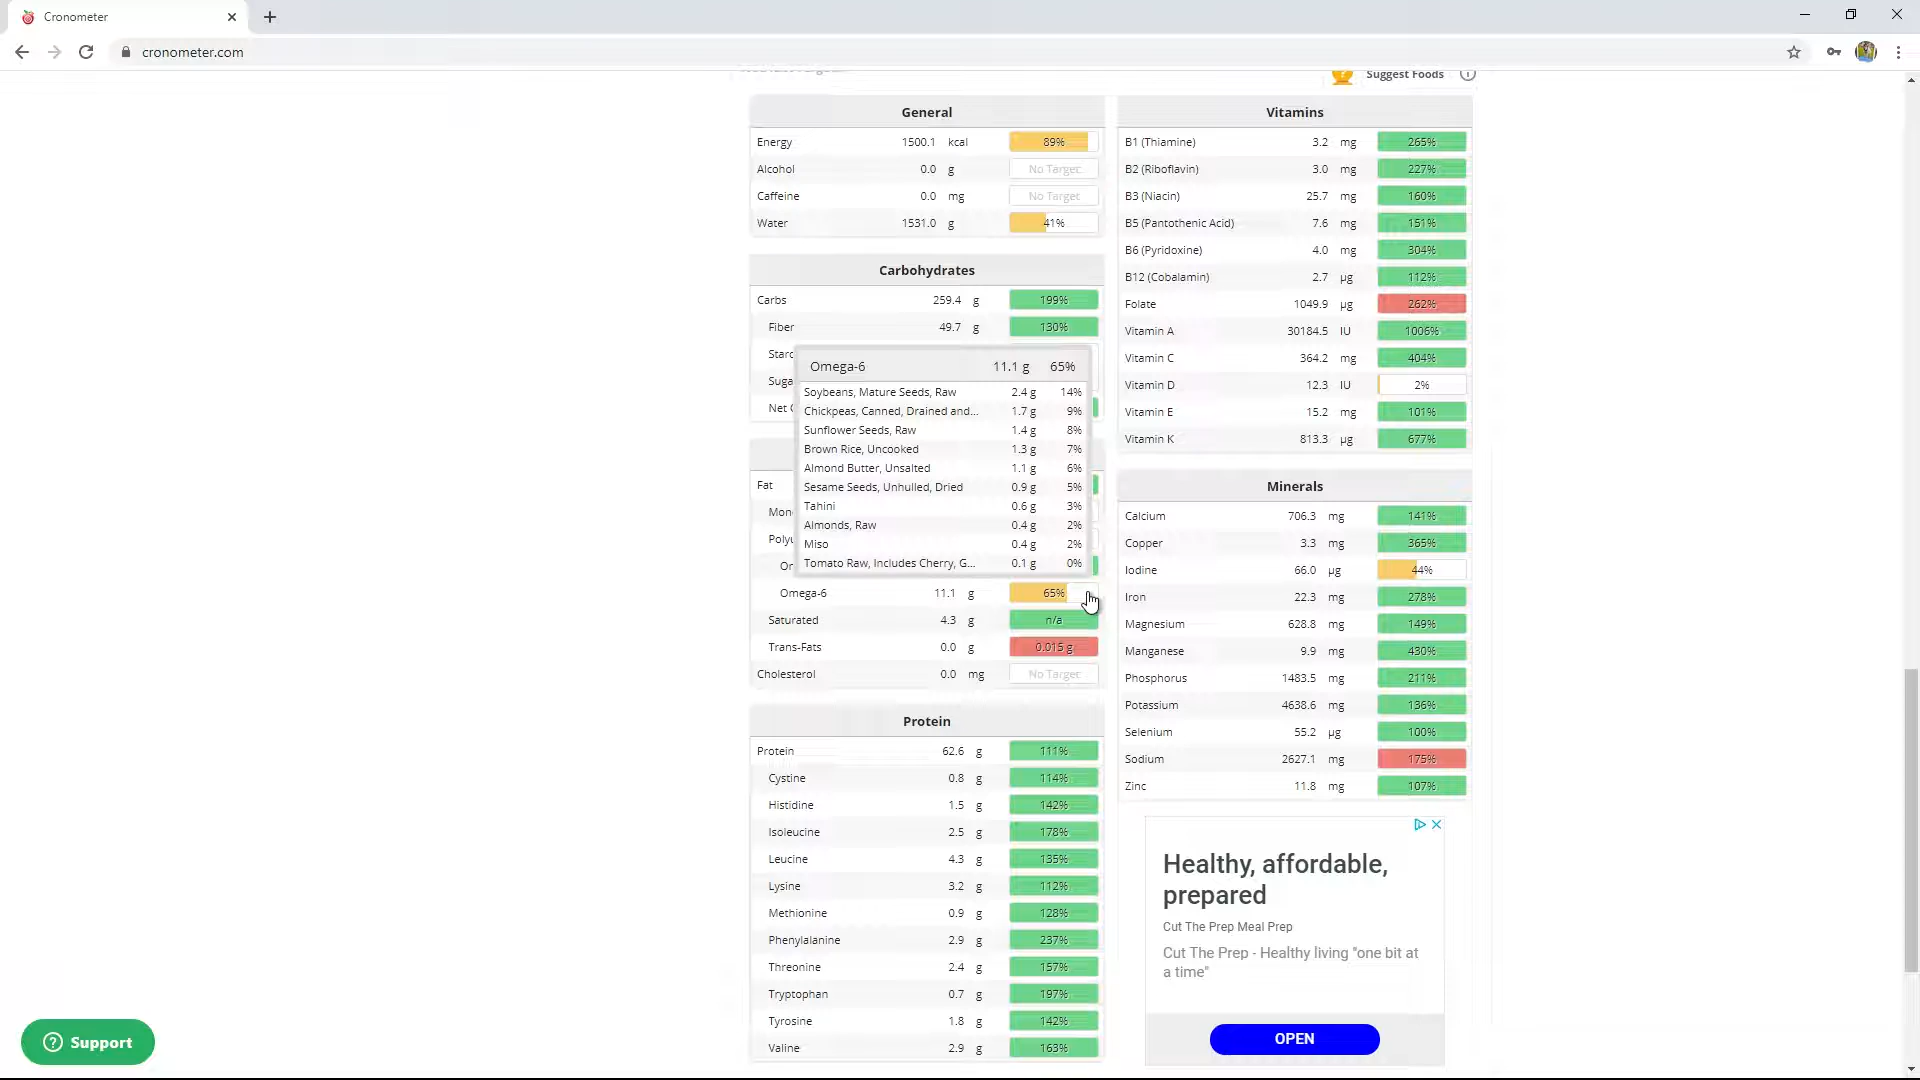 Cronometer
cronometer.com
Suggest Foods
General
Energy 1500.1 kcal 89%
Alcohol 0.0 g No Target
Caffeine 0.0 mg No Target
Water 1531.0 g 41%
Carbohydrates
Carbs 259.4 g 199%
Fiber 49.7 g 130%
Starc
Suga
Net C
Omega-6 11.1 g 65%
Soybeans, Mature Seeds, Raw 2.4 g 14%
Chickpeas, Canned, Drained and... 1.7 g 9%
Sunflower Seeds, Raw 1.4 g 8%
Brown Rice, Uncooked 1.3 g 7%
Almond Butter, Unsalted 1.1 g 6%
Sesame Seeds, Unhulled, Dried 0.9 g 5%
Tahini 0.6 g 3%
Almonds, Raw 0.4 g 2%
Miso 0.4 g 2%
Tomato Raw, Includes Cherry, G... 0.1 g 0%
Fat
Mon
Poly
Or
Omega-6 11.1 g 65%
Saturated 4.3 g n/a
Trans-Fats 0.0 g 0.015 g
Cholesterol 0.0 mg No Target
Protein
Protein 62.6 g 111%
Cystine 0.8 g 114%
Histidine 1.5 g 142%
Isoleucine 2.5 g 178%
Leucine 4.3 g 135%
Lysine 3.2 g 112%
Methionine 0.9 g 128%
Phenylalanine 2.9 g 237%
Threonine 2.4 g 157%
Tryptophan 0.7 g 197%
Tyrosine 1.8 g 142%
Valine 2.9 g 163%
Vitamins
B1 (Thiamine) 3.2 mg 265%
B2 (Riboflavin) 3.0 mg 227%
B3 (Niacin) 25.7 mg 160%
B5 (Pantothenic Acid) 7.6 mg 151%
B6 (Pyridoxine) 4.0 mg 304%
B12 (Cobalamin) 2.7 µg 112%
Folate 1049.9 µg 262%
Vitamin A 30184.5 IU 1006%
Vitamin C 364.2 mg 404%
Vitamin D 12.3 IU 2%
Vitamin E 15.2 mg 101%
Vitamin K 813.3 µg 677%
Minerals
Calcium 706.3 mg 141%
Copper 3.3 mg 365%
Iodine 66.0 µg 44%
Iron 22.3 mg 278%
Magnesium 628.8 mg 149%
Manganese 9.9 mg 430%
Phosphorus 1483.5 mg 211%
Potassium 4638.6 mg 136%
Selenium 55.2 µg 100%
Sodium 2627.1 mg 175%
Zinc 11.8 mg 107%
Healthy, affordable,
prepared
Cut The Prep Meal Prep
Cut The Prep - Healthy living "one bit at
a time"
OPEN
Support